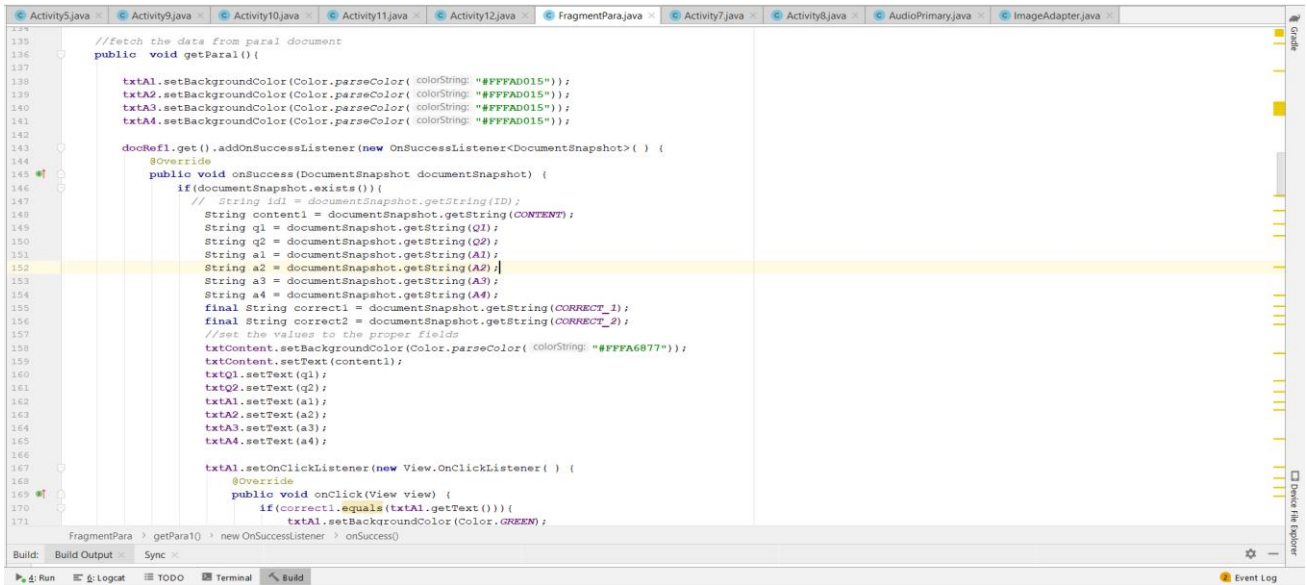 Activity5.java × Activity9.java × Activity10.java × Activity11.java × Activity12.java × FragmentPara.java × Activity7.java × Activity8.java × AudioPrimary.java × ImageAdapter.java ×
134
135 //fetch the data from para1 document
136 public void getPara1(){
137
138 txtA1.setBackgroundColor(Color.parseColor( colorString: "#FFFAD015"));
139 txtA2.setBackgroundColor(Color.parseColor( colorString: "#FFFAD015"));
140 txtA3.setBackgroundColor(Color.parseColor( colorString: "#FFFAD015"));
141 txtA4.setBackgroundColor(Color.parseColor( colorString: "#FFFAD015"));
142
143 docRef1.get().addOnSuccessListener(new OnSuccessListener<DocumentSnapshot>( ) {
144 @Override
145 public void onSuccess(DocumentSnapshot documentSnapshot) {
146 if(documentSnapshot.exists()){
147 // String id1 = documentSnapshot.getString(ID);
148 String content1 = documentSnapshot.getString(CONTENT);
149 String q1 = documentSnapshot.getString(Q1);
150 String q2 = documentSnapshot.getString(Q2);
151 String a1 = documentSnapshot.getString(A1);
152 String a2 = documentSnapshot.getString(A2);
153 String a3 = documentSnapshot.getString(A3);
154 String a4 = documentSnapshot.getString(A4);
155 final String correct1 = documentSnapshot.getString(CORRECT_1);
156 final String correct2 = documentSnapshot.getString(CORRECT_2);
157 //set the values to the proper fields
158 txtContent.setBackgroundColor(Color.parseColor( colorString: "#FFFA6877"));
159 txtContent.setText(content1);
160 txtQ1.setText(q1);
161 txtQ2.setText(q2);
162 txtA1.setText(a1);
163 txtA2.setText(a2);
164 txtA3.setText(a3);
165 txtA4.setText(a4);
166
167 txtA1.setOnClickListener(new View.OnClickListener( ) {
168 @Override
169 public void onClick(View view) {
170 if(correct1.equals(txtA1.getText())){
171 txtA1.setBackgroundColor(Color.GREEN);
FragmentPara > getPara1() > new OnSuccessListener > onSuccess()
Build: Build Output × Sync ×
4: Run 6: Logcat TODO Terminal Build 2 Event Log
Gradle
Device File Explorer